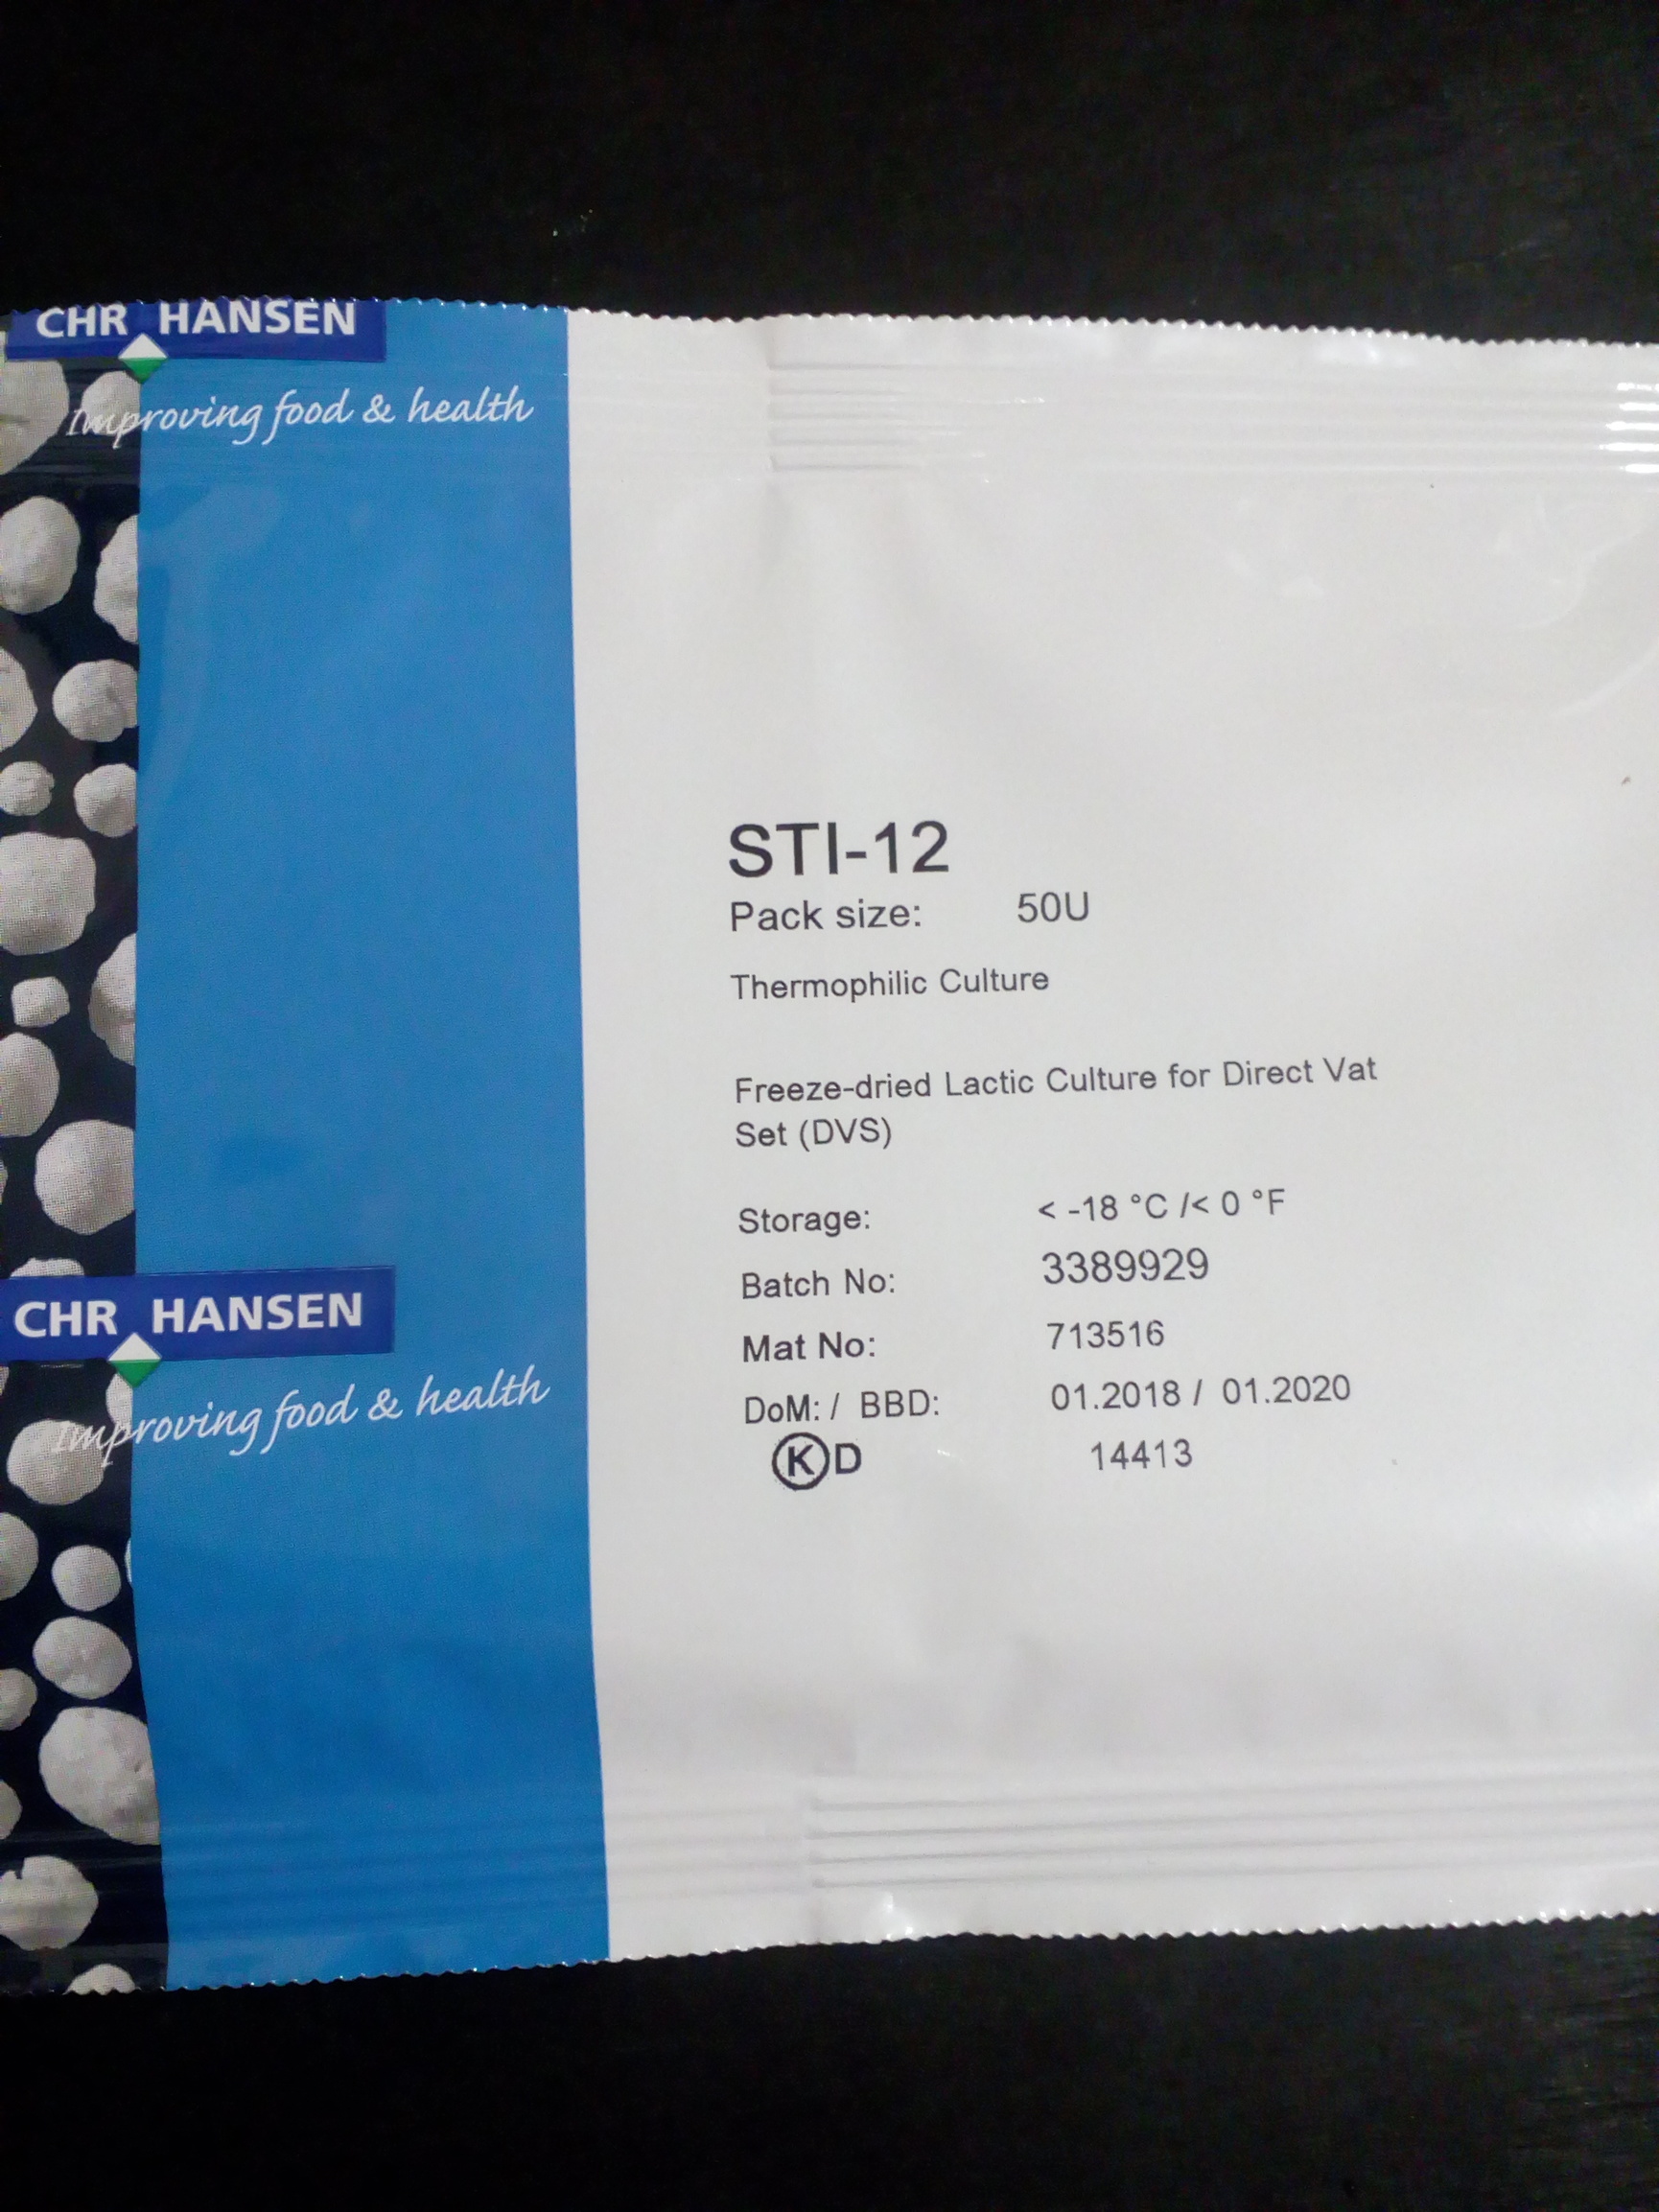 CHR HANSEN
Improving food & health
STI-12
Pack size: 50U
Thermophilic Culture
Freeze-dried Lactic Culture for Direct Vat
Set (DVS)
Storage: < -18 °C /< 0 °F
Batch No: 3389929
Mat No: 713516
DoM: / BBD: 01.2018 / 01.2020
K D 14413
CHR HANSEN
Improving food & health